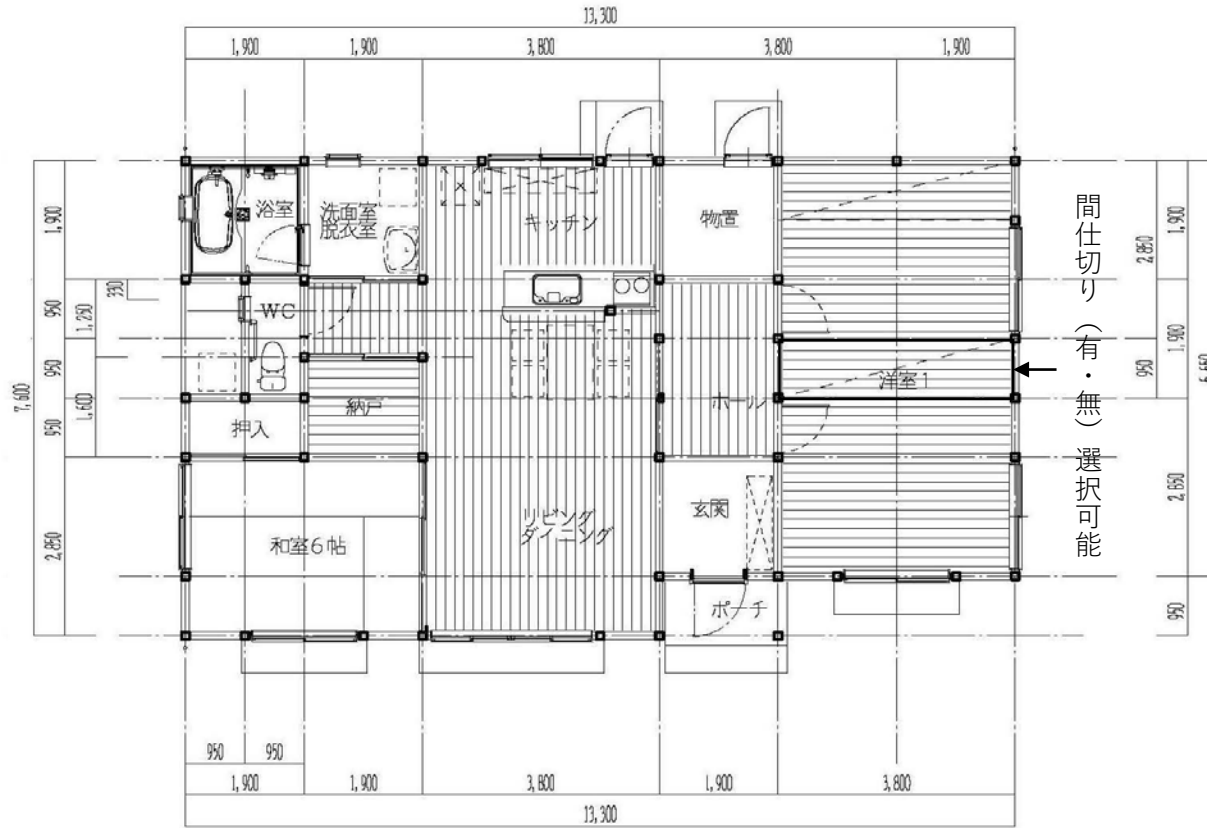 13,300
1,900
1,900
3,800
3,800
1,900
浴室
洗面室
脱衣室
キッチン
物置
WC
納戸
押入
ホール
洋室1
玄関
和室6帖
リビング
ダイニング
ポーチ
間仕切り（有・無）選択可能
7,600
1,900
950
950
950
2,850
330
1,250
1,600
2,850
950
2,850
1,900
1,900
950
950
950
1,900
1,900
3,800
1,900
3,800
13,300